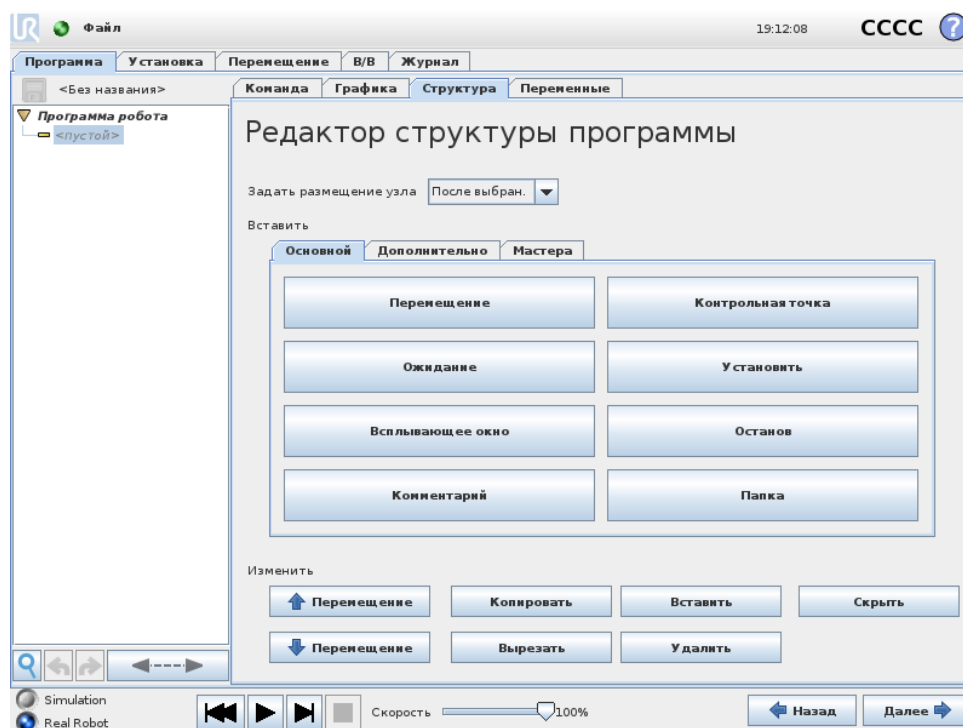 UR Файл 19:12:08 CCCC ?
Программа Установка Перемещение В/В Журнал
<Без названия>
Команда Графика Структура Переменные
Программа робота
<пустой>
Редактор структуры программы
Задать размещение узла После выбран.
Вставить
Основной Дополнительно Мастера
Перемещение Контрольная точка
Ожидание Установить
Всплывающее окно Останов
Комментарий Папка
Изменить
Перемещение Копировать Вставить Скрыть
Перемещение Вырезать Удалить
Simulation
Real Robot
Скорость 100%
Назад Далее